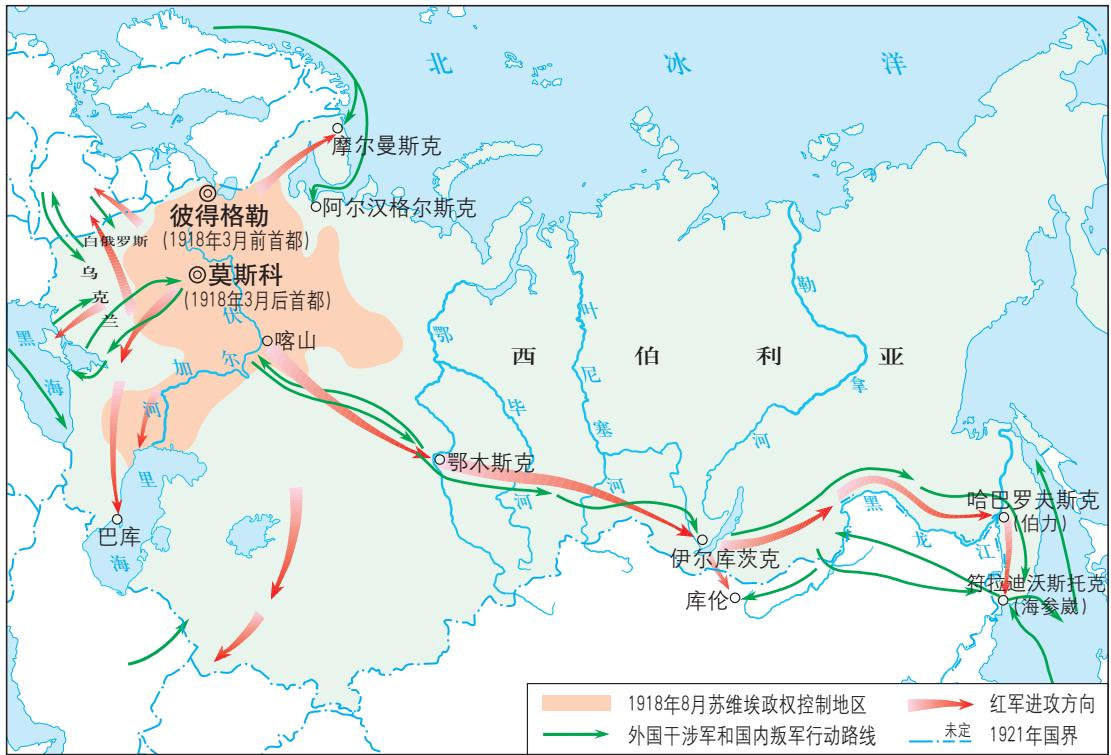 北 冰 洋
摩尔曼斯克
阿尔汉格尔斯克
彼得格勒
(1918年3月前首都)
白俄罗斯
乌克兰
莫斯科
(1918年3月后首都)
黑海
伏尔加河
喀山
鄂毕河
叶尼塞河
勒拿河
西 伯 利 亚
鄂木斯克
里海
巴库
伊尔库茨克
库伦
黑龙江
哈巴罗夫斯克
(伯力)
符拉迪沃斯托克
(海参崴)
1918年8月苏维埃政权控制地区
红军进攻方向
外国干涉军和国内叛军行动路线
未定
1921年国界